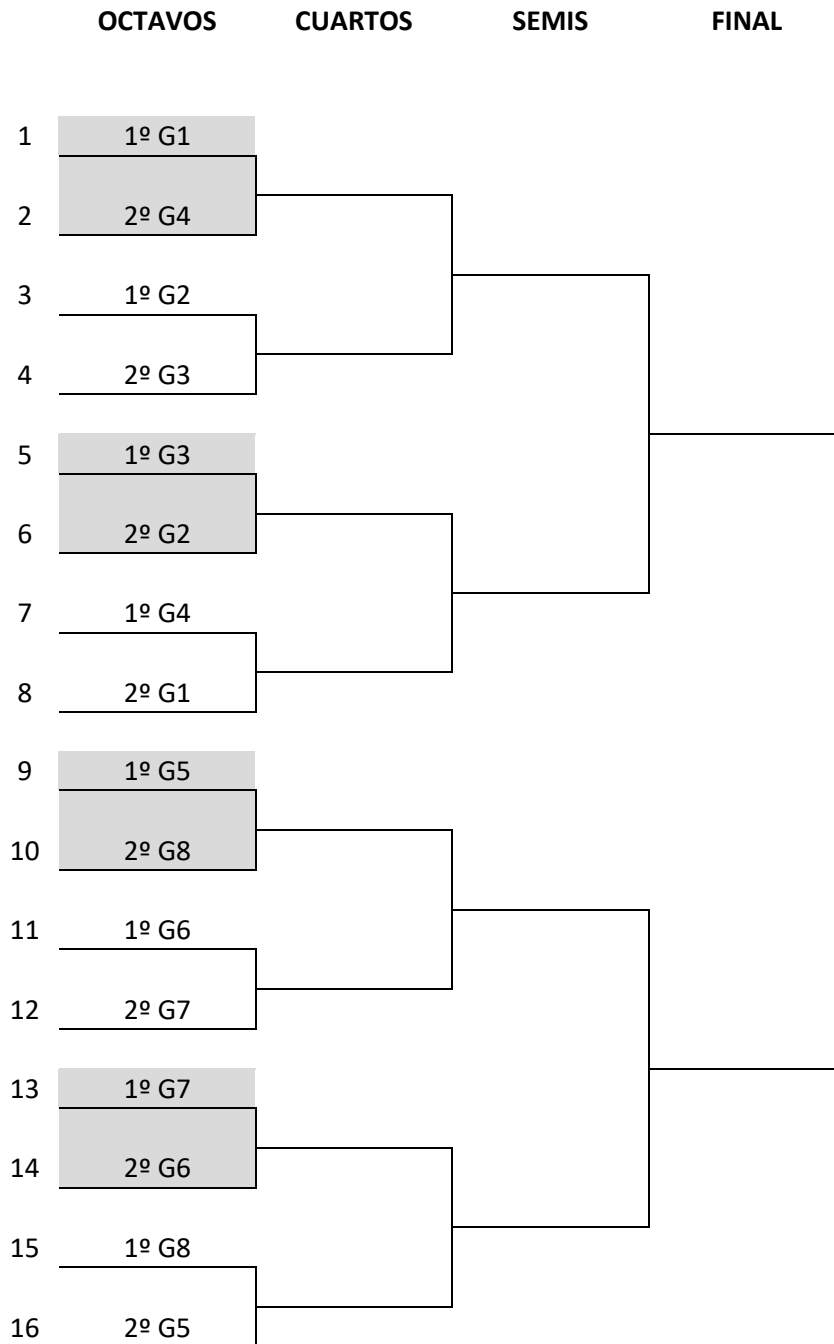 OCTAVOS CUARTOS SEMIS FINAL
1 1º G1
2 2º G4
3 1º G2
4 2º G3
5 1º G3
6 2º G2
7 1º G4
8 2º G1
9 1º G5
10 2º G8
11 1º G6
12 2º G7
13 1º G7
14 2º G6
15 1º G8
16 2º G5